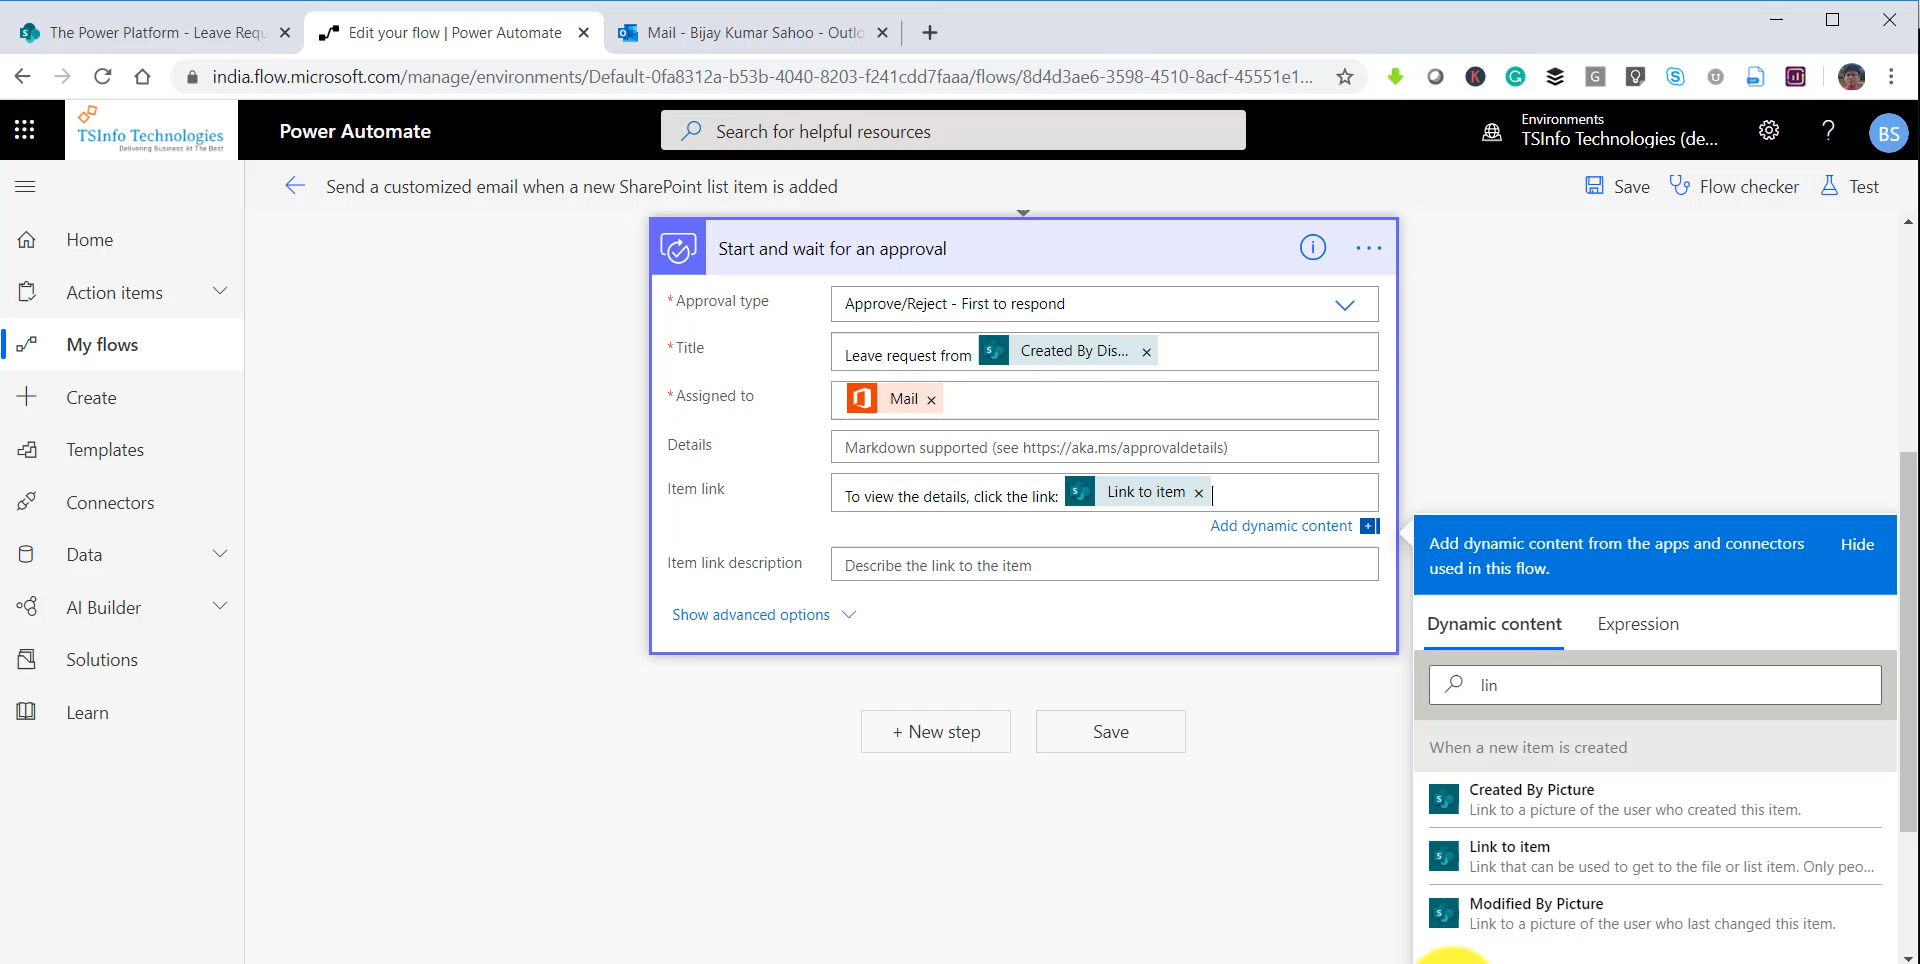 The Power Platform - Leave Requ
Edit your flow | Power Automate
Mail - Bijay Kumar Sahoo - Outlo
india.flow.microsoft.com/manage/environments/Default-0fa8312a-b53b-4040-8203-f241cdd7faaa/flows/8d4d3ae6-3598-4510-8acf-45551e1...
TSInfo Technologies
Delivering Business At The Best
Power Automate
Search for helpful resources
Environments
TSInfo Technologies (de...
?
BS
Send a customized email when a new SharePoint list item is added
Save
Flow checker
Test
Home
Action items
My flows
Create
Templates
Connectors
Data
AI Builder
Solutions
Learn
Start and wait for an approval
* Approval type
Approve/Reject - First to respond
* Title
Leave request from Created By Dis... ×
* Assigned to
Mail ×
Details
Markdown supported (see https://aka.ms/approvaldetails)
Item link
To view the details, click the link: Link to item ×
Add dynamic content +
Item link description
Describe the link to the item
Show advanced options
+ New step
Save
Add dynamic content from the apps and connectors
used in this flow.
Hide
Dynamic content
Expression
lin
When a new item is created
Created By Picture
Link to a picture of the user who created this item.
Link to item
Link that can be used to get to the file or list item. Only peo...
Modified By Picture
Link to a picture of the user who last changed this item.